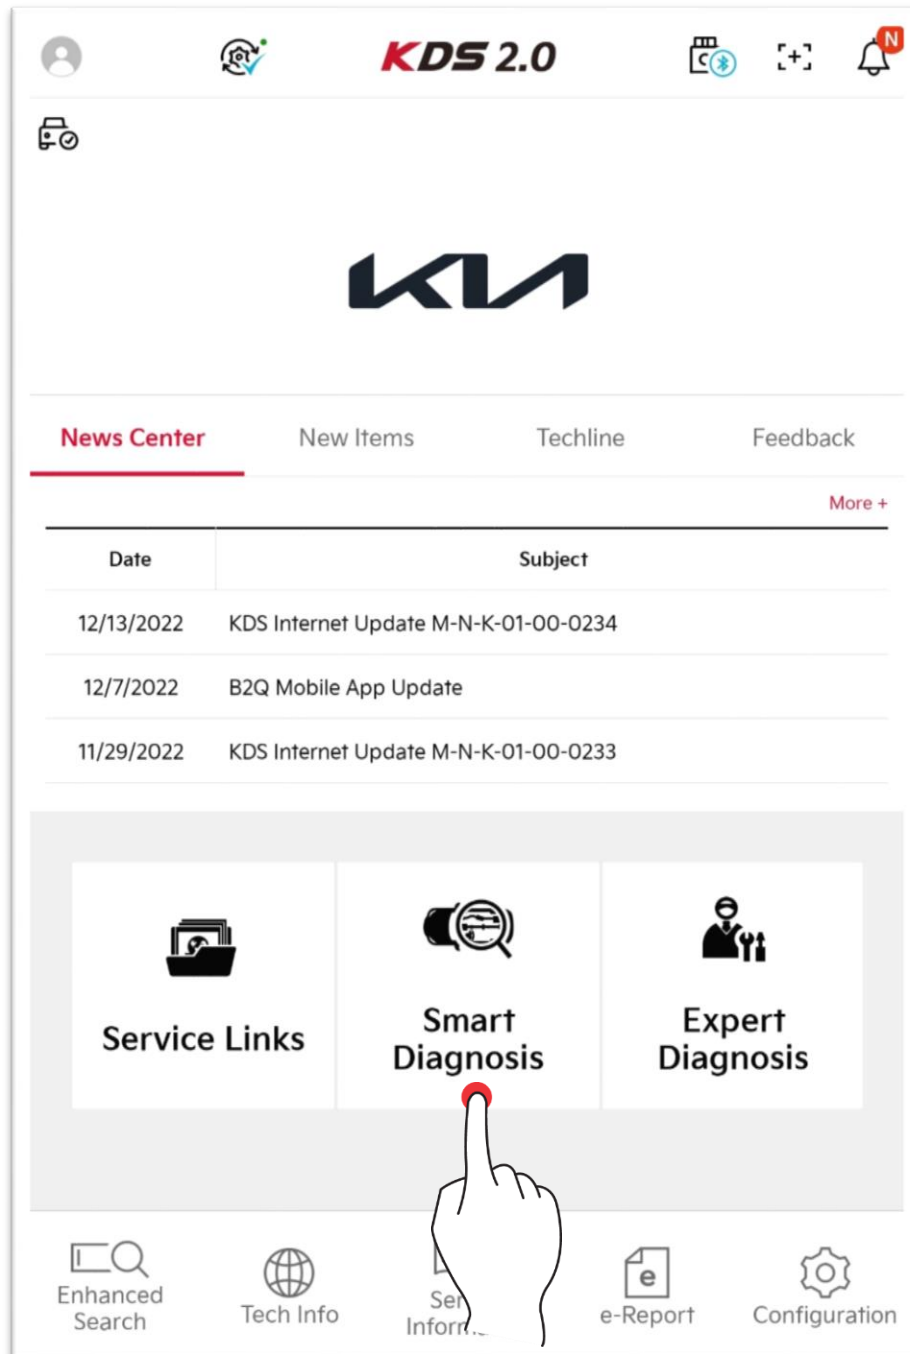 KDS 2.0
N
C
KIA
News Center New Items Techline Feedback
More +
Date Subject
12/13/2022 KDS Internet Update M-N-K-01-00-0234
12/7/2022 B2Q Mobile App Update
11/29/2022 KDS Internet Update M-N-K-01-00-0233
Service Links
Smart
Diagnosis
Expert
Diagnosis
Enhanced
Search
Tech Info
e
e-Report
Configuration